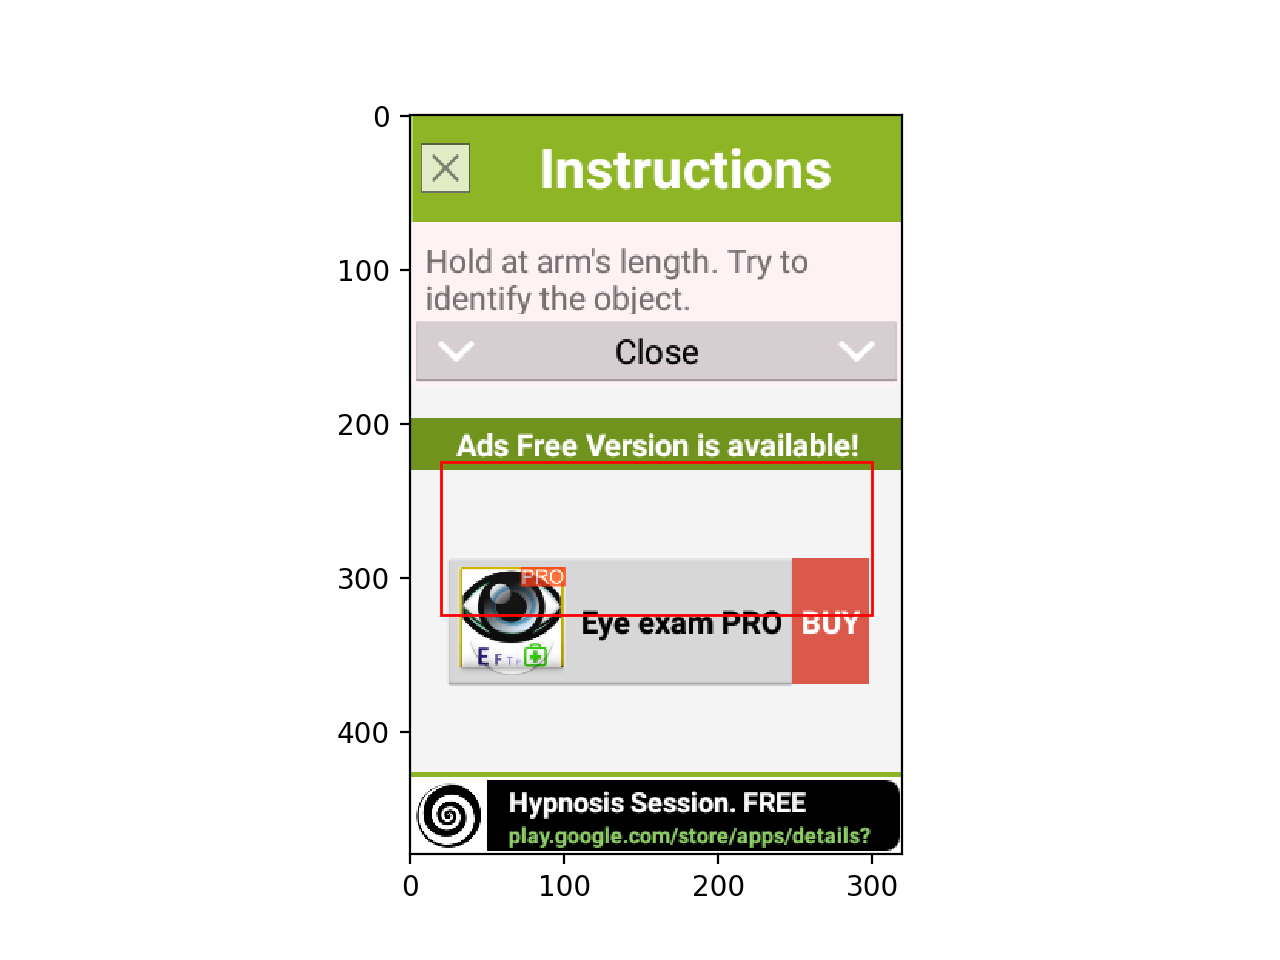 0
100
200
300
400
Instructions
Hold at arm's length. Try to
identify the object.
Close
Ads Free Version is available!
PRO
Eye exam PRO
BUY
E F T
Hypnosis Session. FREE
play.google.com/store/apps/details?
0
100
200
300